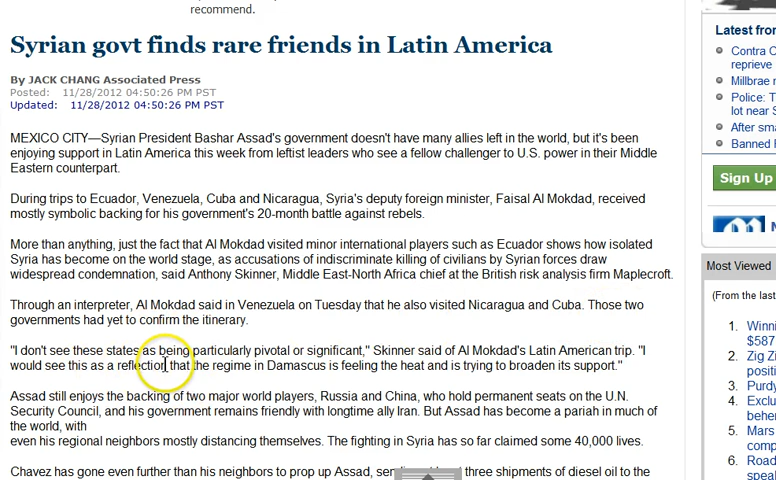 recommend.
Syrian govt finds rare friends in Latin America
By JACK CHANG Associated Press
Posted: 11/28/2012 04:50:26 PM PST
Updated: 11/28/2012 04:50:26 PM PST
MEXICO CITY—Syrian President Bashar Assad's government doesn't have many allies left in the world, but it's been
enjoying support in Latin America this week from leftist leaders who see a fellow challenger to U.S. power in their Middle
Eastern counterpart.
During trips to Ecuador, Venezuela, Cuba and Nicaragua, Syria's deputy foreign minister, Faisal Al Mokdad, received
mostly symbolic backing for his government's 20-month battle against rebels.
More than anything, just the fact that Al Mokdad visited minor international players such as Ecuador shows how isolated
Syria has become on the world stage, as accusations of indiscriminate killing of civilians by Syrian forces draw
widespread condemnation, said Anthony Skinner, Middle East-North Africa chief at the British risk analysis firm Maplecroft.
Through an interpreter, Al Mokdad said in Venezuela on Tuesday that he also visited Nicaragua and Cuba. Those two
governments had yet to confirm the itinerary.
"I don't see these states as being particularly pivotal or significant," Skinner said of Al Mokdad's Latin American trip. "I
would see this as a reflection that the regime in Damascus is feeling the heat and is trying to broaden its support."
Assad still enjoys the backing of two major world players, Russia and China, who hold permanent seats on the U.N.
Security Council, and his government remains friendly with longtime ally Iran. But Assad has become a pariah in much of
the world, with
even his regional neighbors mostly distancing themselves. The fighting in Syria has so far claimed some 40,000 lives.
Chavez has gone even further than his neighbors to prop up Assad, three shipments of diesel oil to the
Latest from
Contra C
reprieve
Millbrae r
Police: T
lot near S
After sma
Banned
Sign Up
Most Viewed
(From the last
1. Winni
$587
2. Zig Zi
positi
3. Purdy
4. Exclu
behe
5. Mars
comp
6. Road
speal